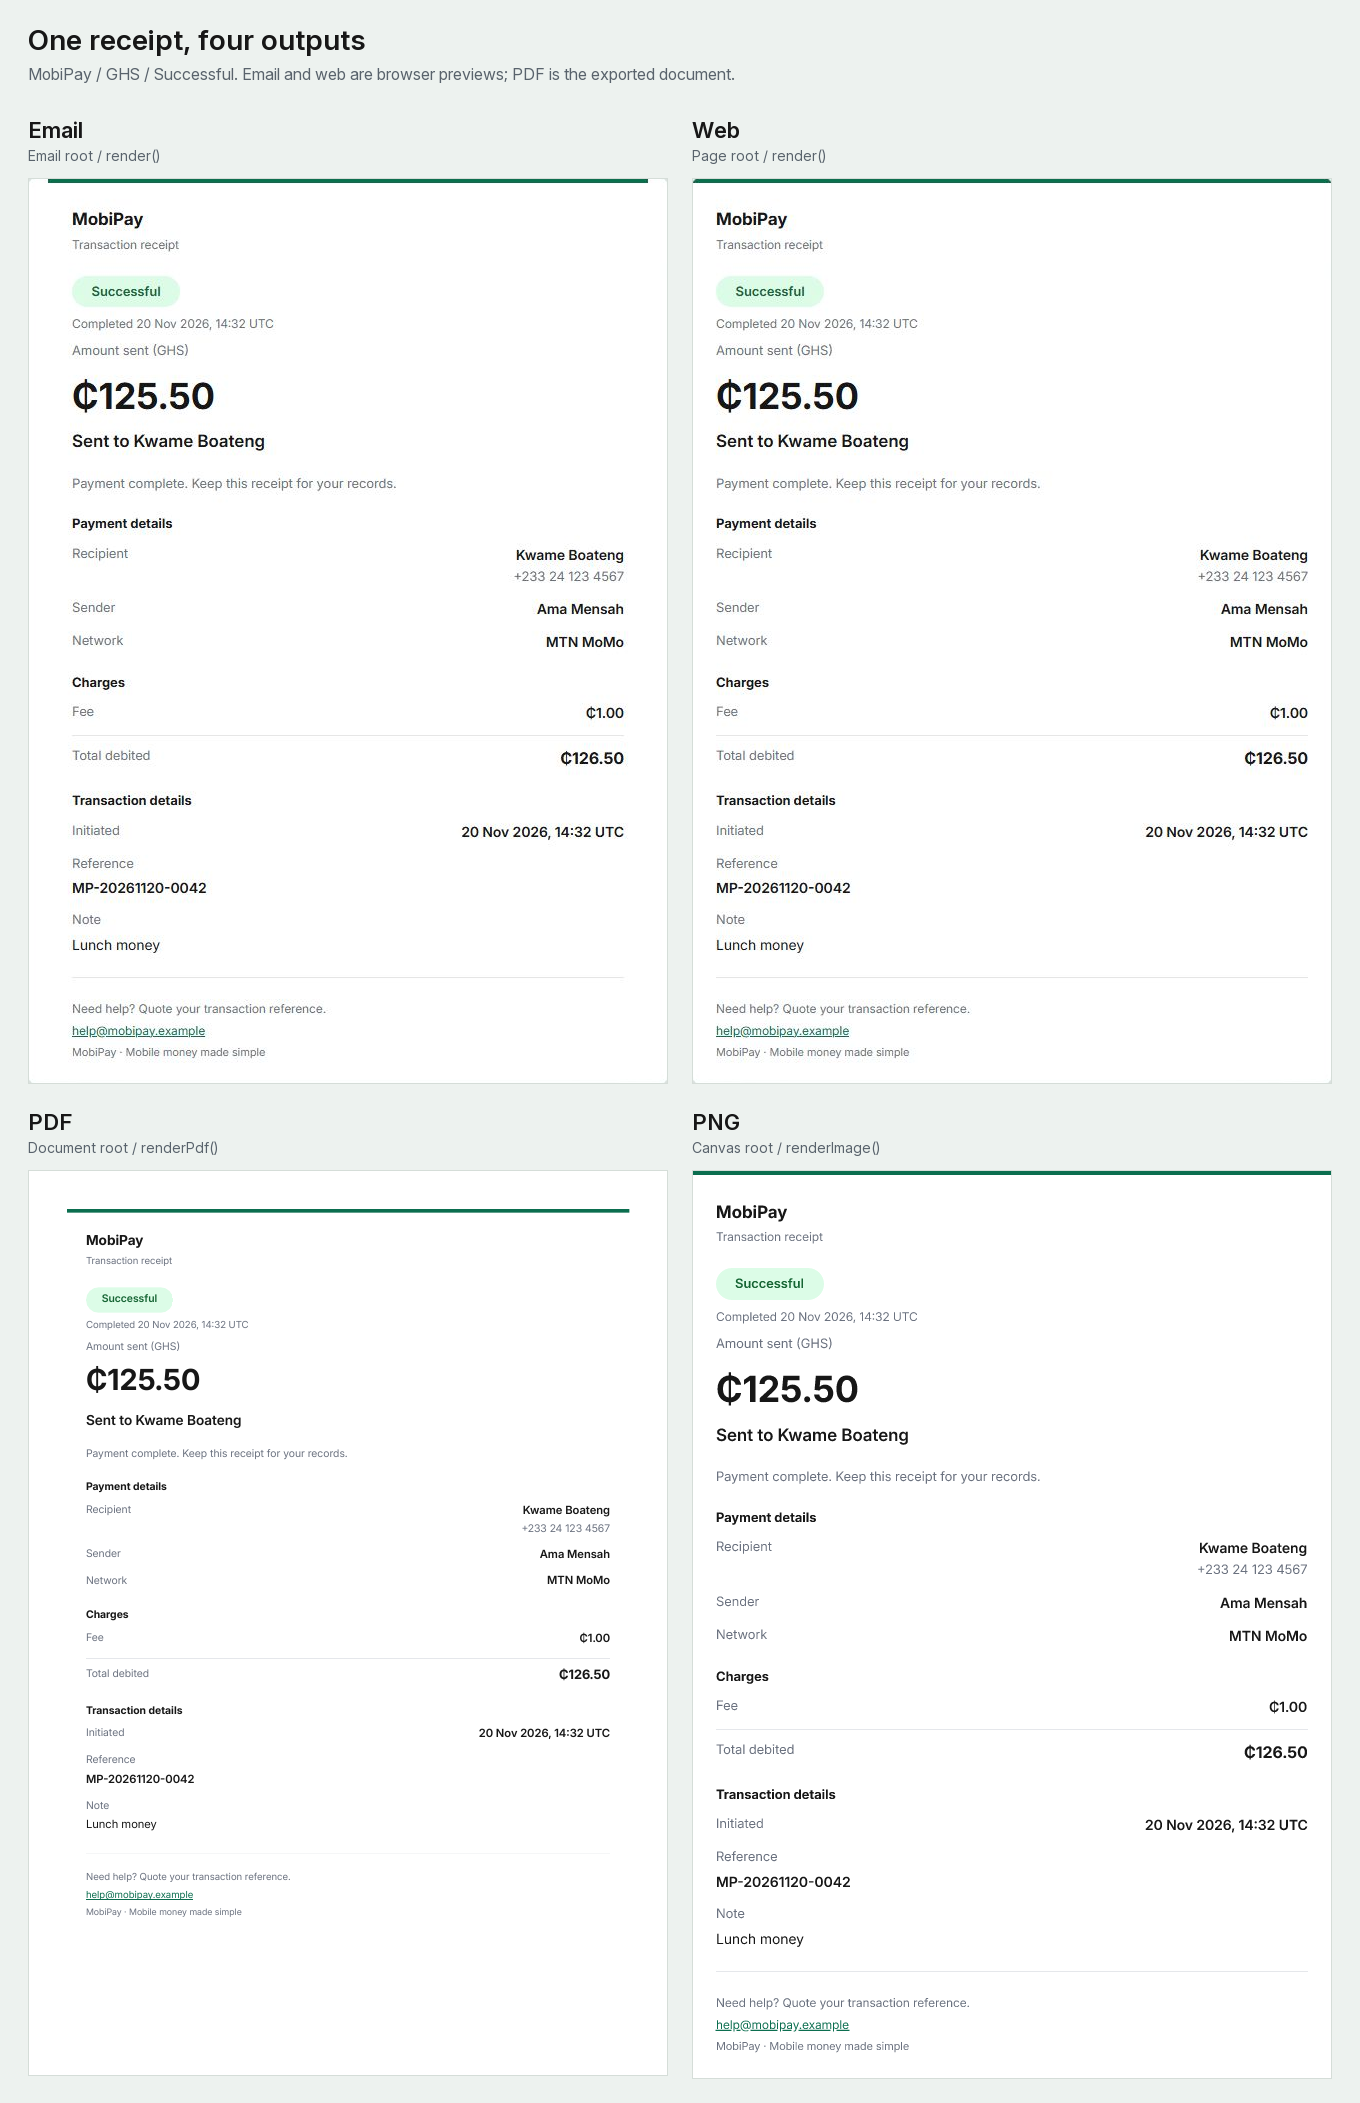 One receipt, four outputs
MobiPay / GHS / Successful. Email and web are browser previews; PDF is the exported document.
Email
Email root / render()
MobiPay
Transaction receipt
Successful
Completed 20 Nov 2026, 14:32 UTC
Amount sent (GHS)
₵125.50
Sent to Kwame Boateng
Payment complete. Keep this receipt for your records.
Payment details
Recipient Kwame Boateng
+233 24 123 4567
Sender Ama Mensah
Network MTN MoMo
Charges
Fee ₵1.00
Total debited ₵126.50
Transaction details
Initiated 20 Nov 2026, 14:32 UTC
Reference
MP-20261120-0042
Note
Lunch money
Need help? Quote your transaction reference.
help@mobipay.example
MobiPay · Mobile money made simple
Web
Page root / render()
MobiPay
Transaction receipt
Successful
Completed 20 Nov 2026, 14:32 UTC
Amount sent (GHS)
₵125.50
Sent to Kwame Boateng
Payment complete. Keep this receipt for your records.
Payment details
Recipient Kwame Boateng
+233 24 123 4567
Sender Ama Mensah
Network MTN MoMo
Charges
Fee ₵1.00
Total debited ₵126.50
Transaction details
Initiated 20 Nov 2026, 14:32 UTC
Reference
MP-20261120-0042
Note
Lunch money
Need help? Quote your transaction reference.
help@mobipay.example
MobiPay · Mobile money made simple
PDF
Document root / renderPdf()
MobiPay
Transaction receipt
Successful
Completed 20 Nov 2026, 14:32 UTC
Amount sent (GHS)
₵125.50
Sent to Kwame Boateng
Payment complete. Keep this receipt for your records.
Payment details
Recipient Kwame Boateng
+233 24 123 4567
Sender Ama Mensah
Network MTN MoMo
Charges
Fee ₵1.00
Total debited ₵126.50
Transaction details
Initiated 20 Nov 2026, 14:32 UTC
Reference
MP-20261120-0042
Note
Lunch money
Need help? Quote your transaction reference.
help@mobipay.example
MobiPay · Mobile money made simple
PNG
Canvas root / renderImage()
MobiPay
Transaction receipt
Successful
Completed 20 Nov 2026, 14:32 UTC
Amount sent (GHS)
₵125.50
Sent to Kwame Boateng
Payment complete. Keep this receipt for your records.
Payment details
Recipient Kwame Boateng
+233 24 123 4567
Sender Ama Mensah
Network MTN MoMo
Charges
Fee ₵1.00
Total debited ₵126.50
Transaction details
Initiated 20 Nov 2026, 14:32 UTC
Reference
MP-20261120-0042
Note
Lunch money
Need help? Quote your transaction reference.
help@mobipay.example
MobiPay · Mobile money made simple